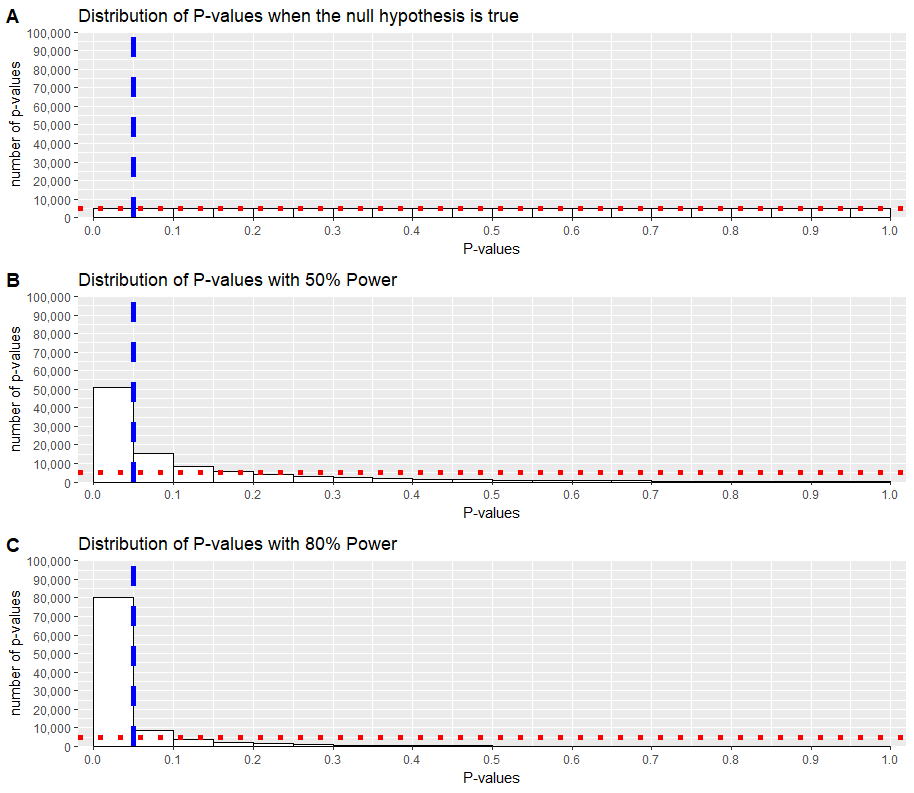 A
Distribution of P-values when the null hypothesis is true
number of p-values
100,000
90,000
80,000
70,000
60,000
50,000
40,000
30,000
20,000
10,000
0
0.0 0.1 0.2 0.3 0.4 0.5 0.6 0.7 0.8 0.9 1.0
P-values
B
Distribution of P-values with 50% Power
number of p-values
100,000
90,000
80,000
70,000
60,000
50,000
40,000
30,000
20,000
10,000
0
0.0 0.1 0.2 0.3 0.4 0.5 0.6 0.7 0.8 0.9 1.0
P-values
C
Distribution of P-values with 80% Power
number of p-values
100,000
90,000
80,000
70,000
60,000
50,000
40,000
30,000
20,000
10,000
0
0.0 0.1 0.2 0.3 0.4 0.5 0.6 0.7 0.8 0.9 1.0
P-values